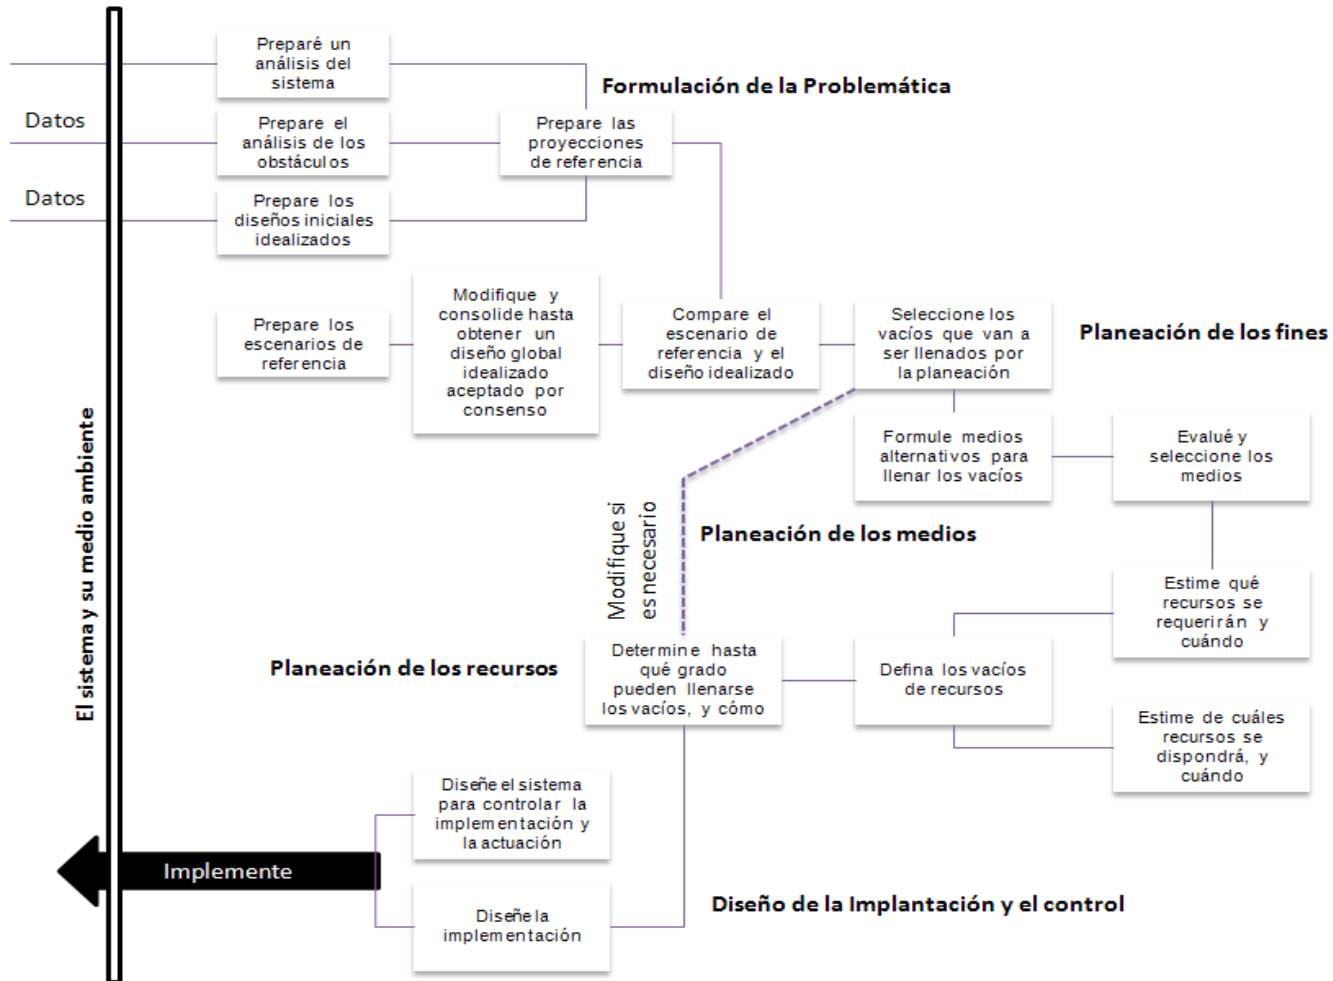 Preparé un
análisis del
sistema
Formulación de la Problemática
Datos
Prepare el
análisis de los
obstáculos
Prepare las
proyecciones
de referencia
Datos
Prepare los
diseños iniciales
idealizados
Prepare los
escenarios de
referencia
Modifique y
consolide hasta
obtener un
diseño global
idealizado
aceptado por
consenso
Compare el
escenario de
referencia y el
diseño idealizado
Seleccione los
vacíos que van a
ser llenados por
la planeación
Planeación de los fines
El sistema y su medio ambiente
Formule medios
alternativos para
llenar los vacíos
Evalué y
seleccione los
medios
Modifique si
es necesario
Planeación de los medios
Estime qué
recursos se
requerirán y
cuándo
Planeación de los recursos
Determine hasta
qué grado
pueden llenarse
los vacíos, y cómo
Defina los vacíos
de recursos
Estime de cuáles
recursos se
dispondrá, y
cuándo
Diseñe el sistema
para controlar la
implementación y
la actuación
Implemente
Diseñe la
implementación
Diseño de la Implantación y el control